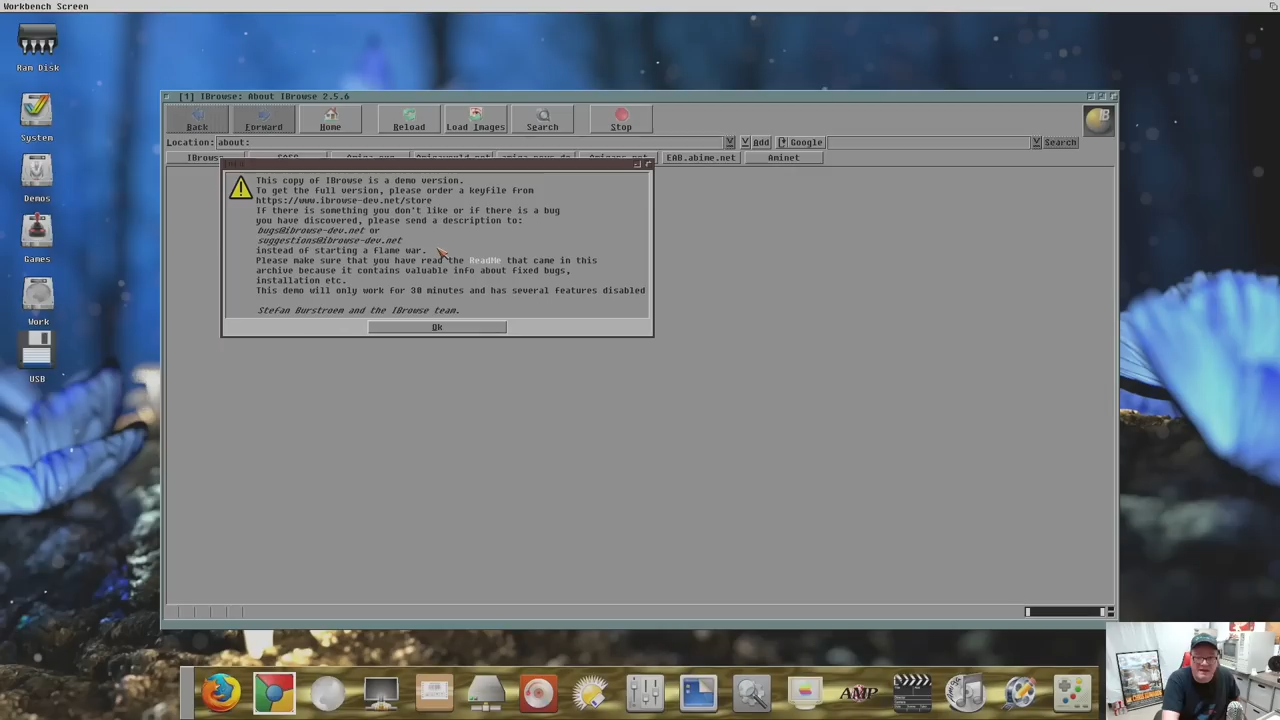 Workbench Screen
Ram Disk
System
Demos
Games
Work
USB
[1] IBrowse: About IBrowse 2.5.6
Back
Forward
Home
Reload
Load Images
Search
Stop
Location: about:
Add
Google
Search
IBrowse
EAB.abime.net
Aminet
This copy of IBrowse is a demo version.
To get the full version, please order a keyfile from
https://www.ibrowse-dev.net/store
If there is something you don't like or if there is a bug
you have discovered, please send a description to:
bugs@ibrowse-dev.net or
suggestions@ibrowse-dev.net
instead of starting a flame war.
Please make sure that you have read the ReadMe that came in this
archive because it contains valuable info about fixed bugs,
installation etc.
This demo will only work for 30 minutes and has several features disabled
Stefan Burstroem and the IBrowse team.
Ok
AMP